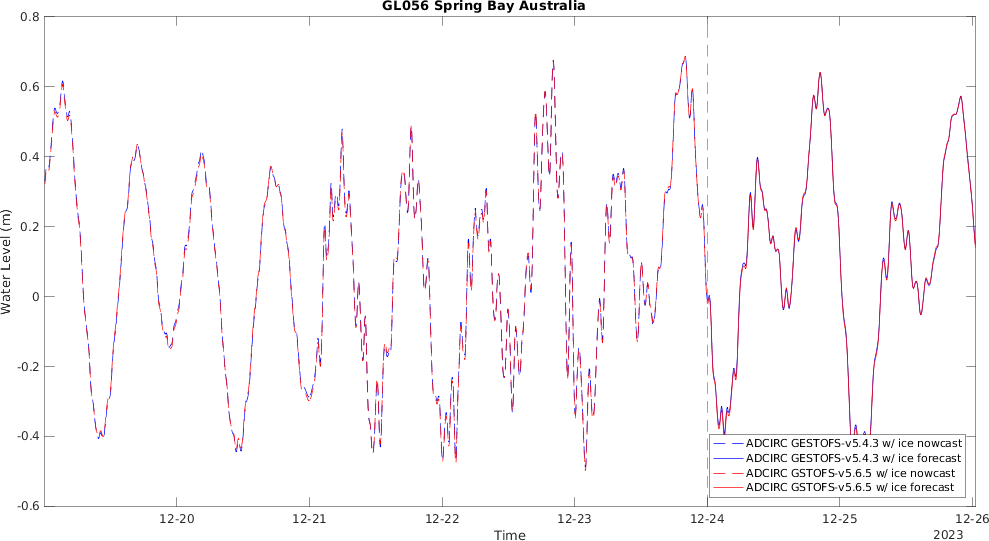 GL056 Spring Bay Australia
0.8
0.6
0.4
0.2
0
-0.2
-0.4
-0.6
Water Level (m)
ADCIRC GESTOFS-v5.4.3 w/ ice nowcast
ADCIRC GESTOFS-v5.4.3 w/ ice forecast
ADCIRC GSTOFS-v5.6.5 w/ ice nowcast
ADCIRC GSTOFS-v5.6.5 w/ ice forecast
12-20 12-21 12-22 12-23 12-24 12-25 12-26
Time
2023